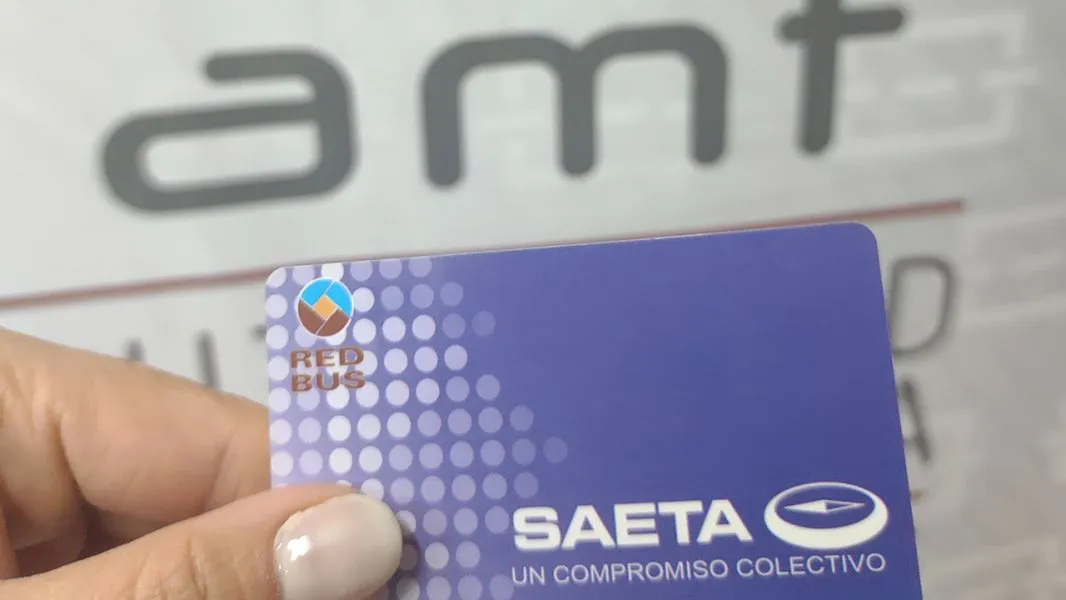 amt
RED
BUS
SAETA
UN COMPROMISO COLECTIVO